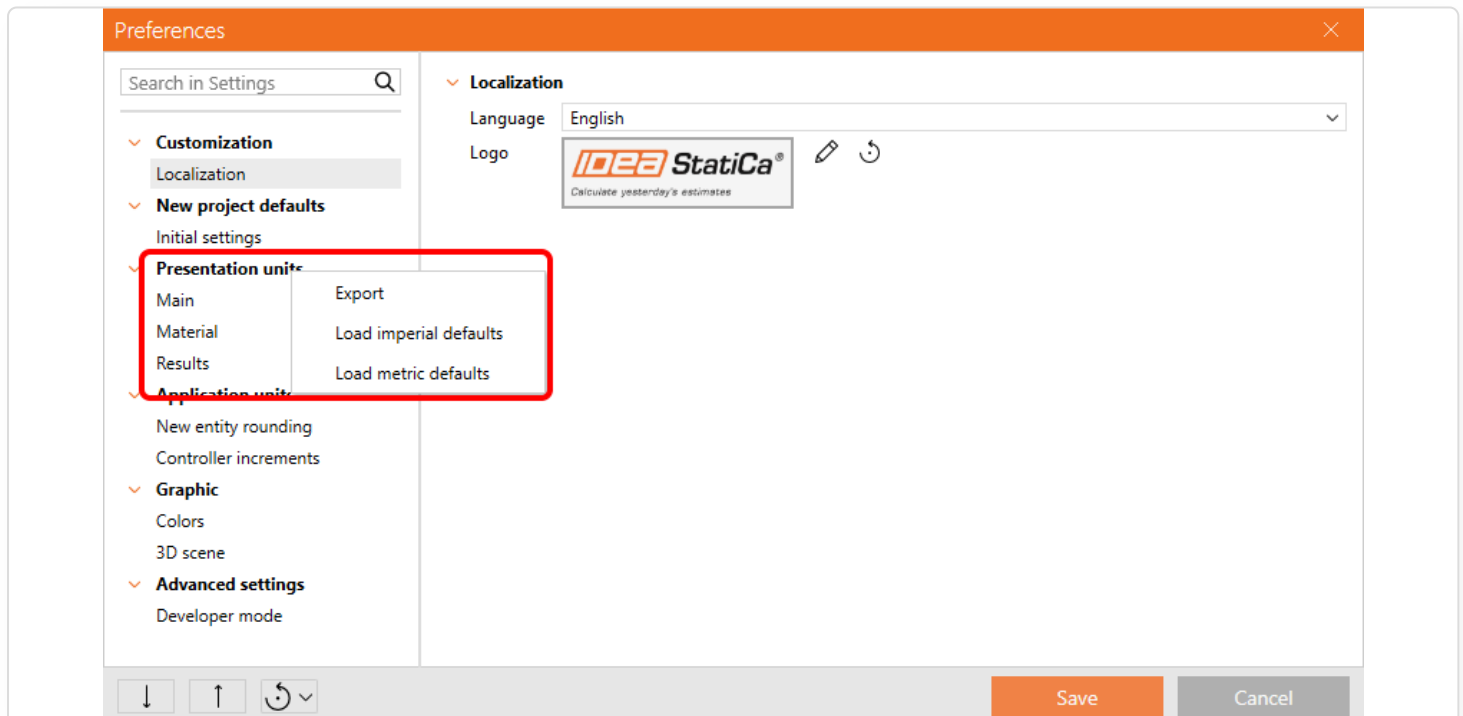 Preferences
Search in Settings
Customization
Localization
New project defaults
Initial settings
Presentation units
Main
Material
Results
Application units
New entity rounding
Controller increments
Graphic
Colors
3D scene
Advanced settings
Developer mode
Export
Load imperial defaults
Load metric defaults
Localization
Language English
Logo
IDEA StatiCa®
Calculate yesterday's estimates
Save Cancel